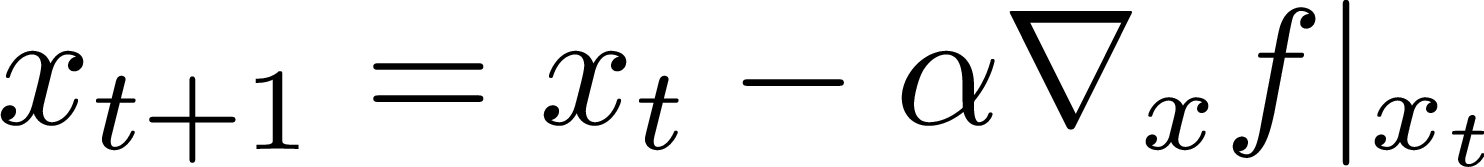 x_{t+1} = x_t − α∇_x f|_{x_t}